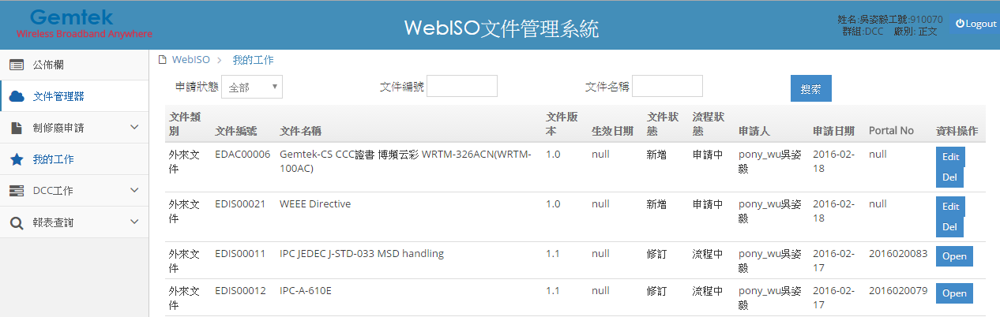 Gemtek
Wireless Broadband Anywhere
WebISO文件管理系統
姓名:吳姿毅工號:910070
群組:DCC 廠別: 正文
Logout
公佈欄
文件管理器
制修廢申請
我的工作
DCC工作
報表查詢
WebISO > 我的工作
申請狀態 全部 文件編號 文件名稱 搜索
文件類別 文件編號 文件名稱 文件版本 生效日期 文件狀態 流程狀態 申請人 申請日期 Portal No 資料操作
外來文件 EDAC00006 Gemtek-CS CCC證書 博頻云彩 WRTM-326ACN(WRTM-100AC) 1.0 null 新增 申請中 pony_wu吳姿毅 2016-02-18 null Edit Del
外來文件 EDIS00021 WEEE Directive 1.0 null 新增 申請中 pony_wu吳姿毅 2016-02-18 null Edit Del
外來文件 EDIS00011 IPC JEDEC J-STD-033 MSD handling 1.1 null 修訂 流程中 pony_wu吳姿毅 2016-02-17 2016020083 Open
外來文件 EDIS00012 IPC-A-610E 1.1 null 修訂 流程中 pony_wu吳姿毅 2016-02-17 2016020079 Open